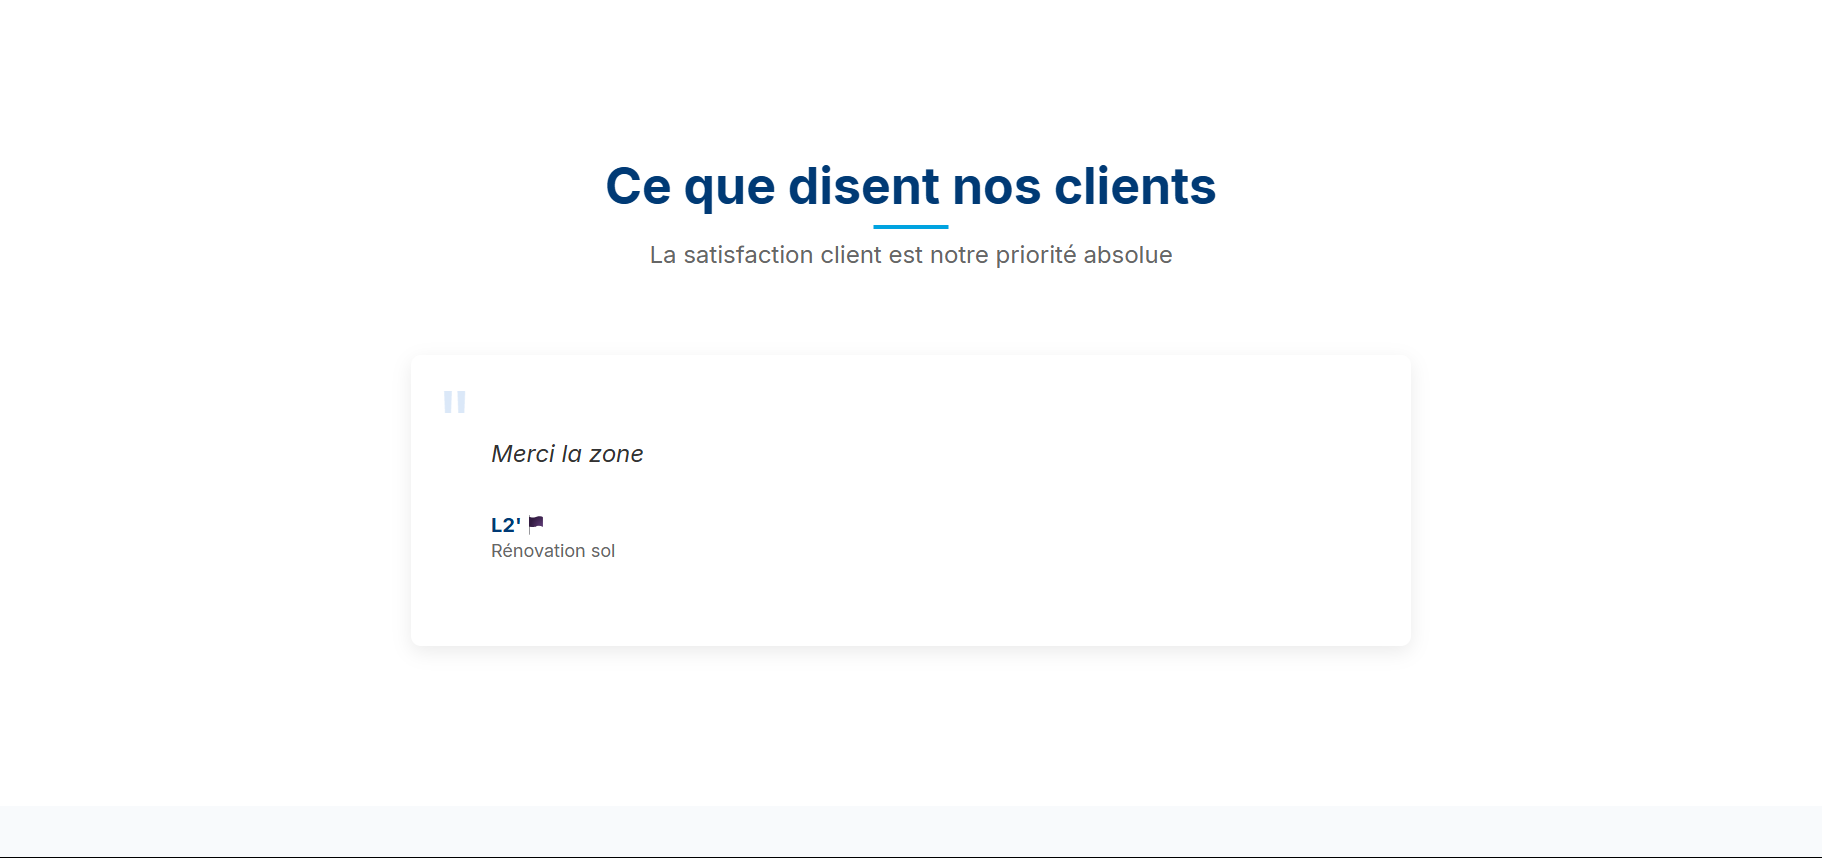 Ce que disent nos clients
La satisfaction client est notre priorité absolue
"
Merci la zone
L2' 🏴
Rénovation sol